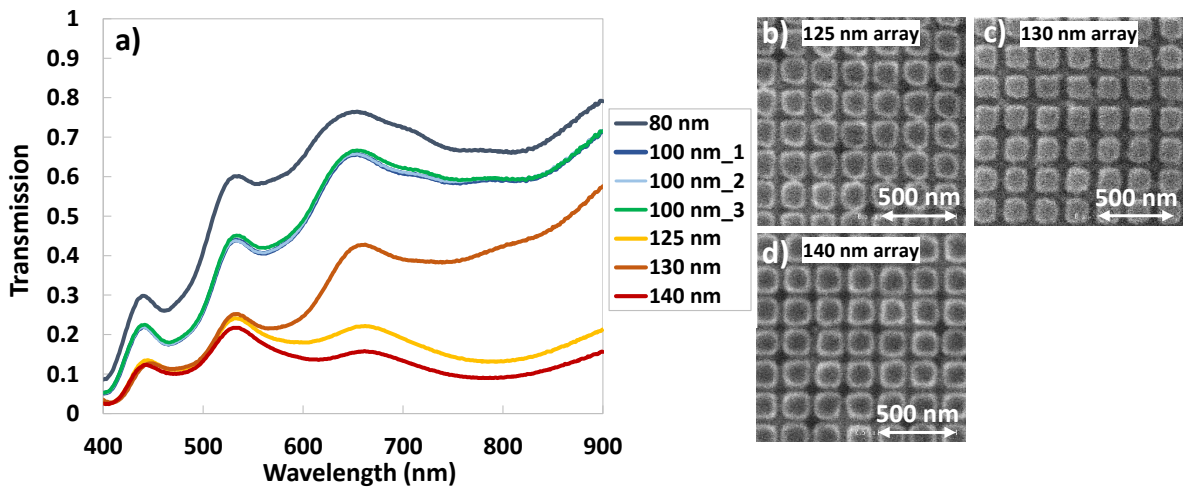 a)
Transmission
1
0.9
0.8
0.7
0.6
0.5
0.4
0.3
0.2
0.1
0
400 500 600 700 800 900
Wavelength (nm)
80 nm
100 nm_1
100 nm_2
100 nm_3
125 nm
130 nm
140 nm
b) 125 nm array
500 nm
c) 130 nm array
500 nm
d) 140 nm array
500 nm